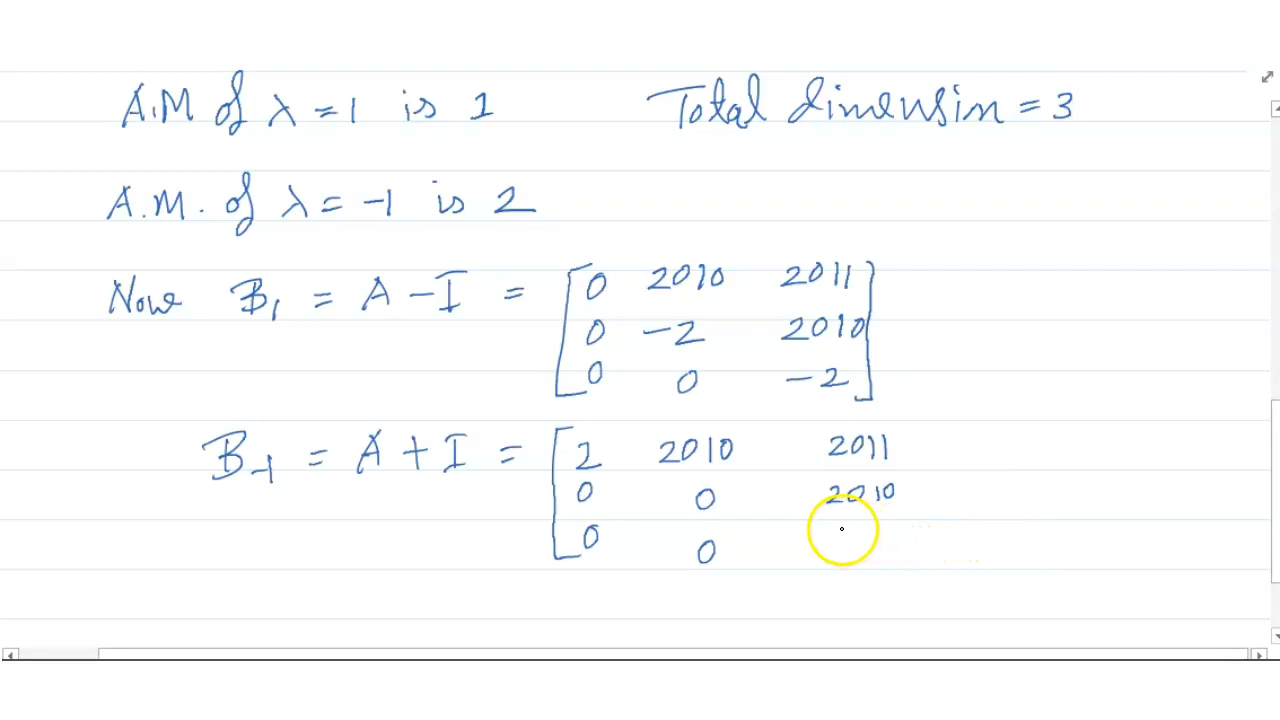 A.M of λ = 1 is 1 Total dimension = 3
A.M. of λ = -1 is 2
Now B₁ = A - I = [0 2010 2011
0 -2 2010
0 0 -2]
B₋₁ = A + I = [2 2010 2011
0 0 2010
0 0